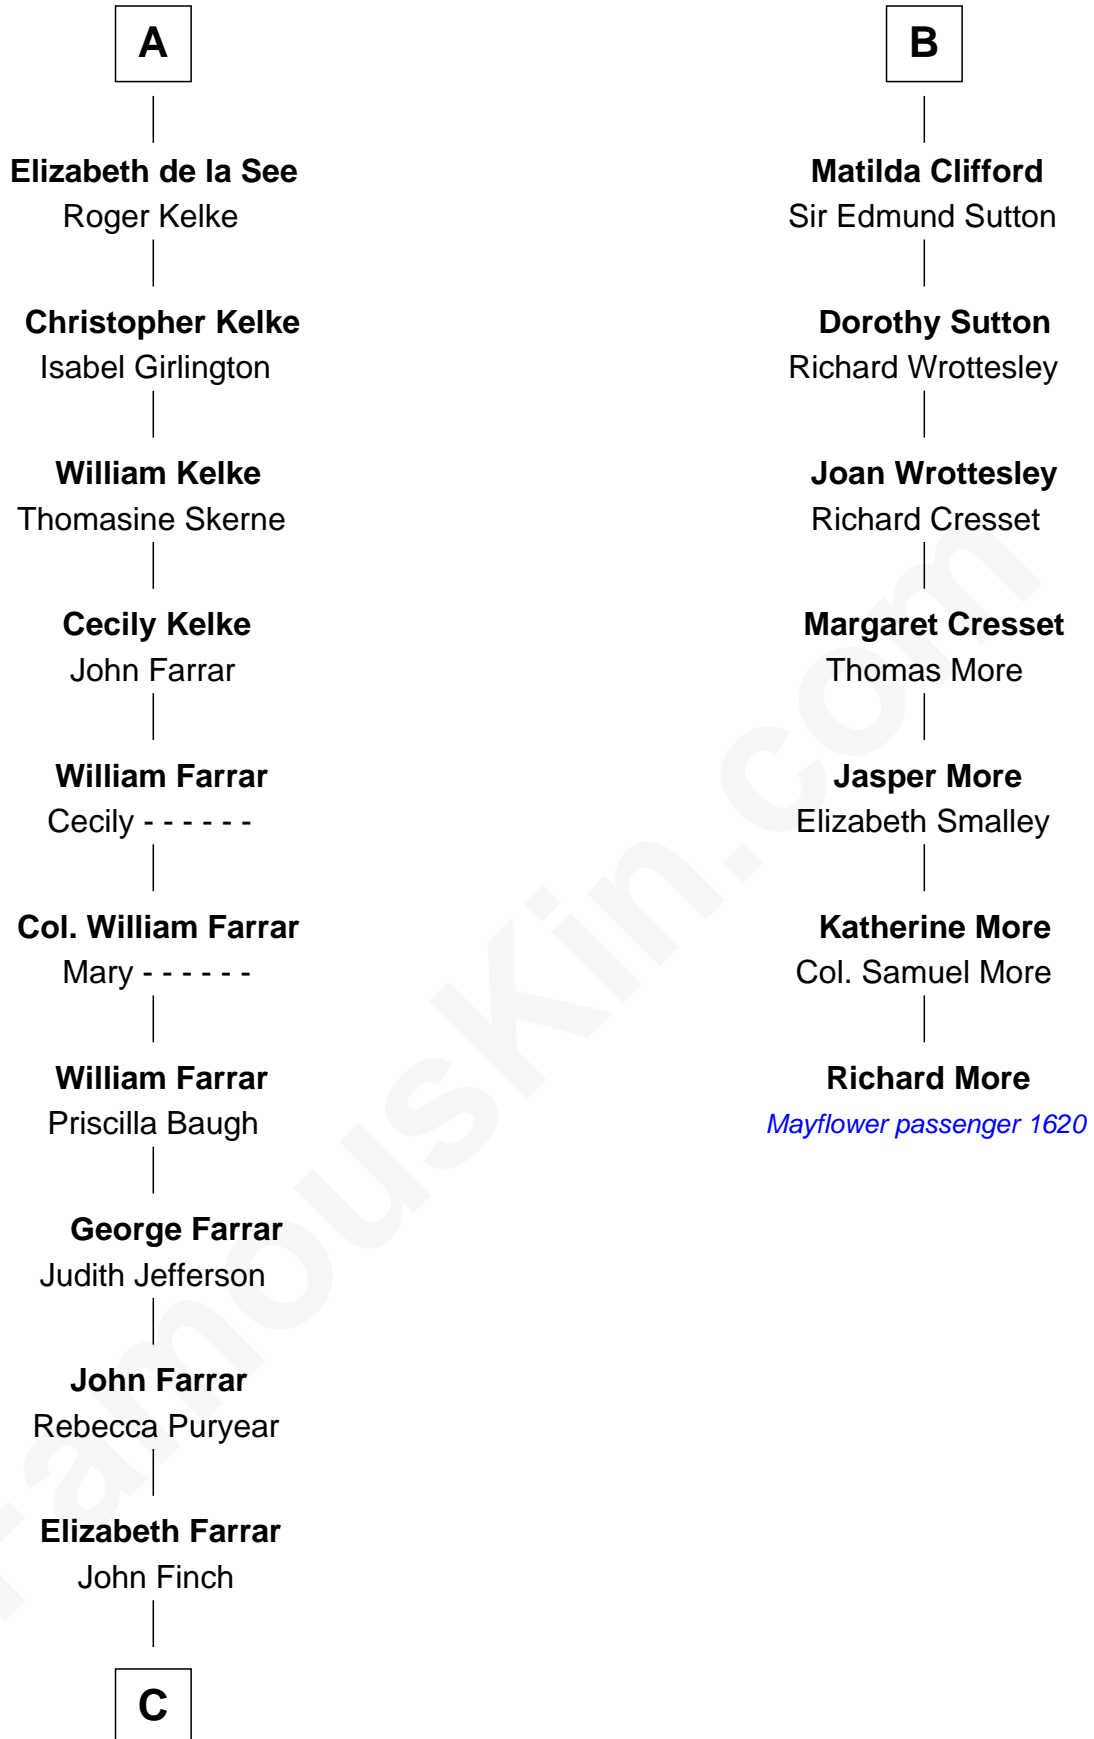 A
Elizabeth de la See
Roger Kelke
Christopher Kelke
Isabel Girlington
William Kelke
Thomasine Skerne
Cecily Kelke
John Farrar
William Farrar
Cecily - - - - - -
Col. William Farrar
Mary - - - - - -
William Farrar
Priscilla Baugh
George Farrar
Judith Jefferson
John Farrar
Rebecca Puryear
Elizabeth Farrar
John Finch
C
B
Matilda Clifford
Sir Edmund Sutton
Dorothy Sutton
Richard Wrottesley
Joan Wrottesley
Richard Cresset
Margaret Cresset
Thomas More
Jasper More
Elizabeth Smalley
Katherine More
Col. Samuel More
Richard More
Mayflower passenger 1620
FamousKin.com